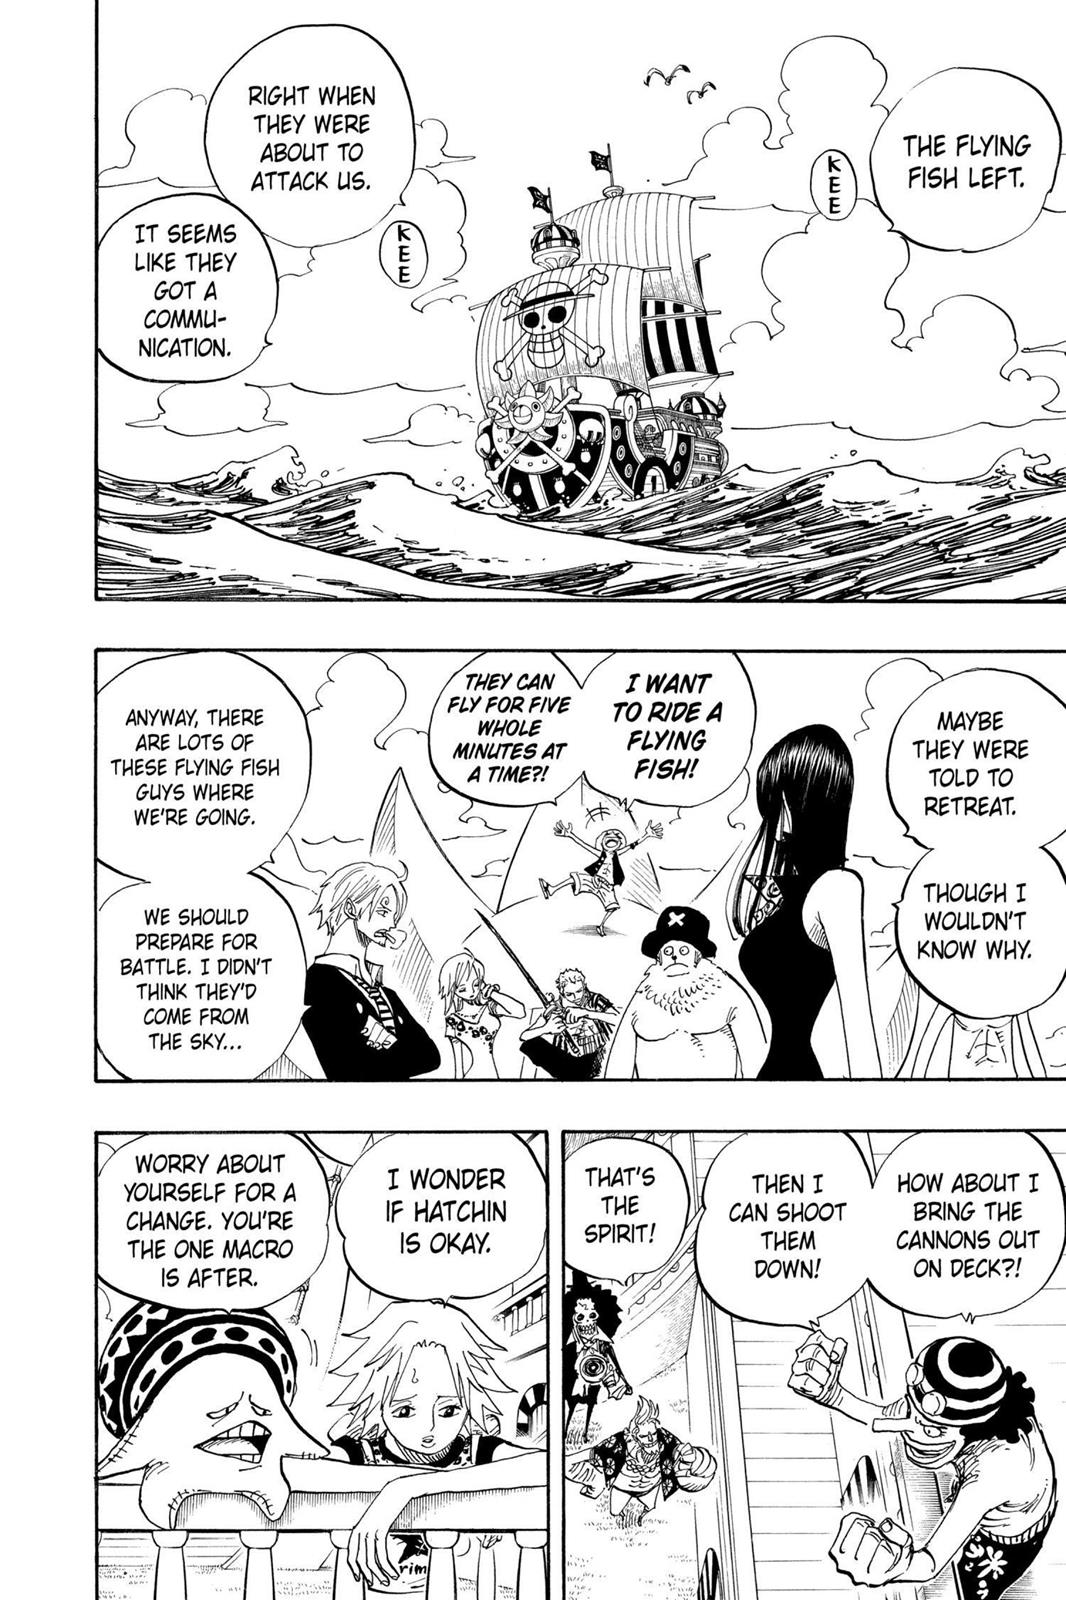 THE FLYING
FISH LEFT.
KEE
RIGHT WHEN
THEY WERE
ABOUT TO
ATTACK US.
IT SEEMS
LIKE THEY
GOT A
COMMU-
NICATION.
KEE
MAYBE
THEY WERE
TOLD TO
RETREAT.
THOUGH I
WOULDN'T
KNOW WHY.
I WANT
TO RIDE A
FLYING
FISH!
THEY CAN
FLY FOR FIVE
WHOLE
MINUTES AT
A TIME?!
ANYWAY, THERE
ARE LOTS OF
THESE FLYING FISH
GUYS WHERE
WE'RE GOING.
WE SHOULD
PREPARE FOR
BATTLE. I DIDN'T
THINK THEY'D
COME FROM
THE SKY...
HOW ABOUT I
BRING THE
CANNONS OUT
ON DECK?!
THEN I
CAN SHOOT
THEM
DOWN!
THAT'S
THE
SPIRIT!
I WONDER
IF HATCHIN
IS OKAY.
WORRY ABOUT
YOURSELF FOR A
CHANGE. YOU'RE
THE ONE MACRO
IS AFTER.